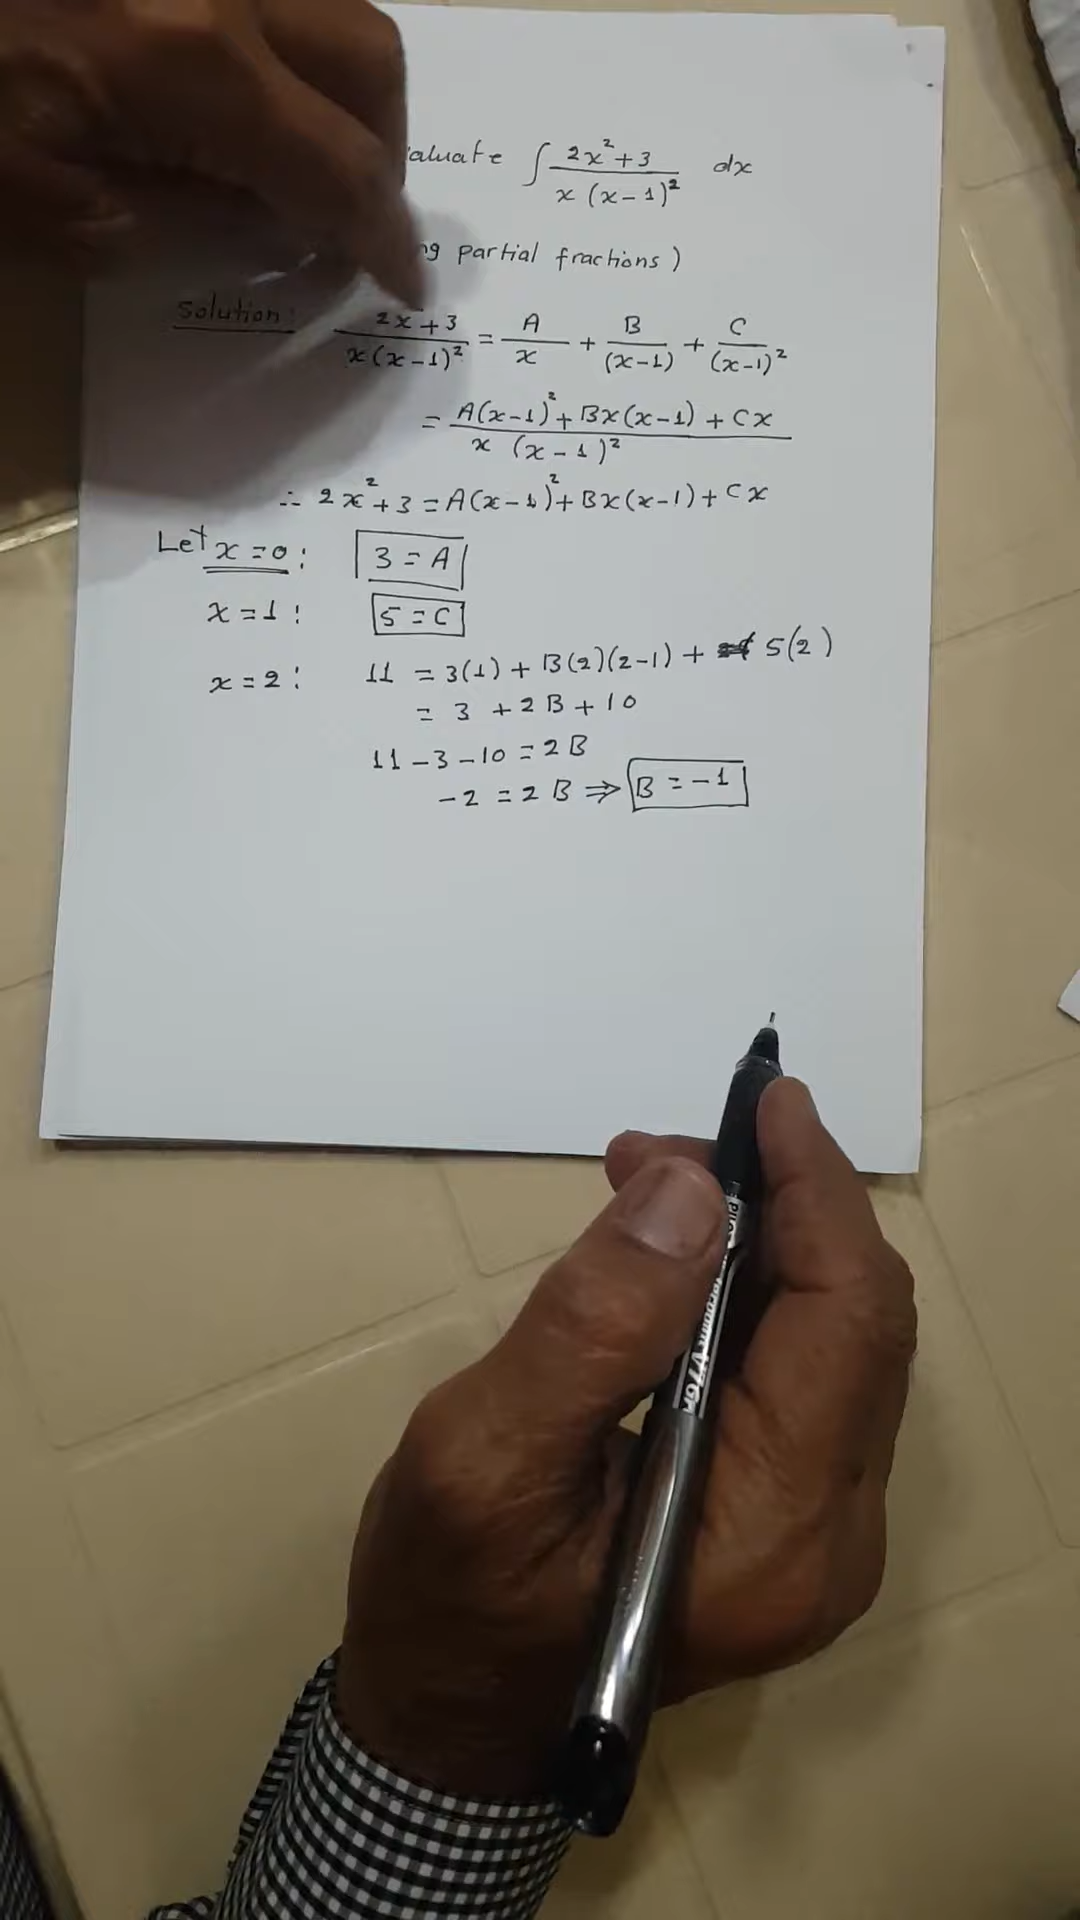 aluate ∫ 2x²+3 / x(x-1)² dx
ng partial fractions)
Solution: 2x+3 / x(x-1)² = A / x + B / (x-1) + C / (x-1)²
= A(x-1)²+Bx(x-1)+Cx / x(x-1)²
∴ 2x²+3=A(x-1)²+Bx(x-1)+Cx
Let x=0: 3=A
x=1: 5=C
x=2: 11 = 3(1)+B(2)(2-1)+ 5(2)
= 3 +2B+10
11-3-10=2B
-2=2B ⇒ B=-1